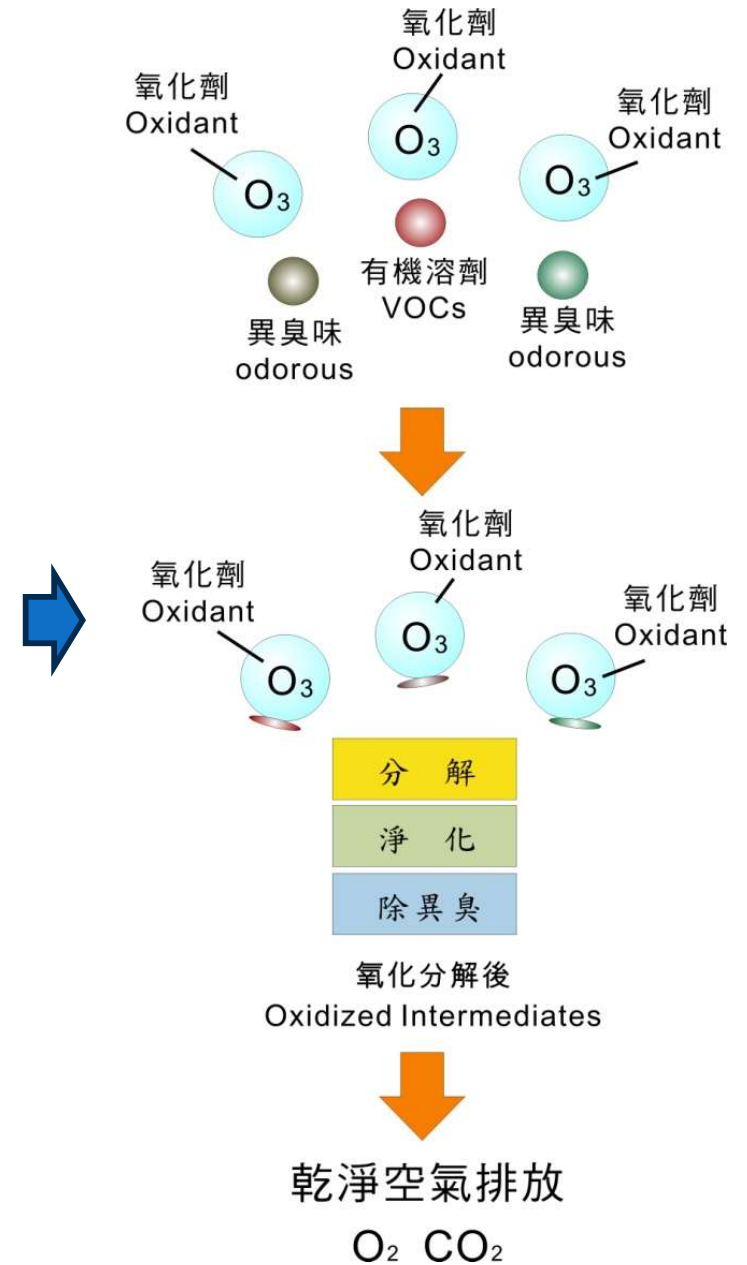 氧化劑
Oxidant
氧化劑
Oxidant
氧化劑
Oxidant
O₃
O₃
O₃
有機溶劑
VOCs
異臭味
odorous
異臭味
odorous
氧化劑
Oxidant
氧化劑
Oxidant
氧化劑
Oxidant
O₃
O₃
O₃
分 解
淨 化
除異臭
氧化分解後
Oxidized Intermediates
乾淨空氣排放
O₂ CO₂